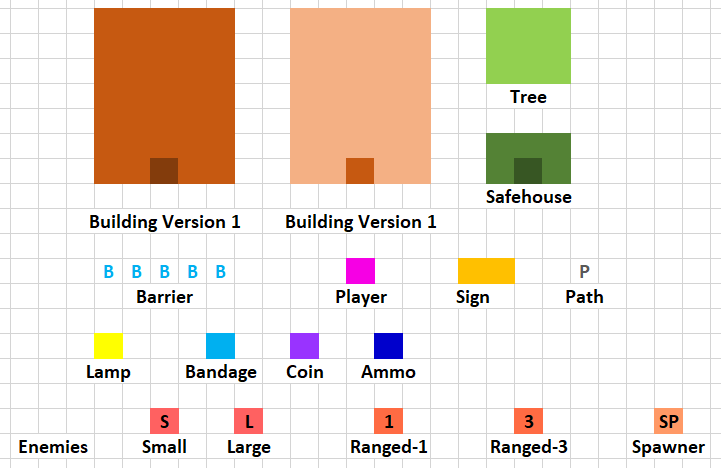 Tree
Safehouse
Building Version 1 Building Version 1
B B B B B P
Barrier Player Sign Path
Lamp Bandage Coin Ammo
S L 1 3 SP
Enemies Small Large Ranged-1 Ranged-3 Spawner